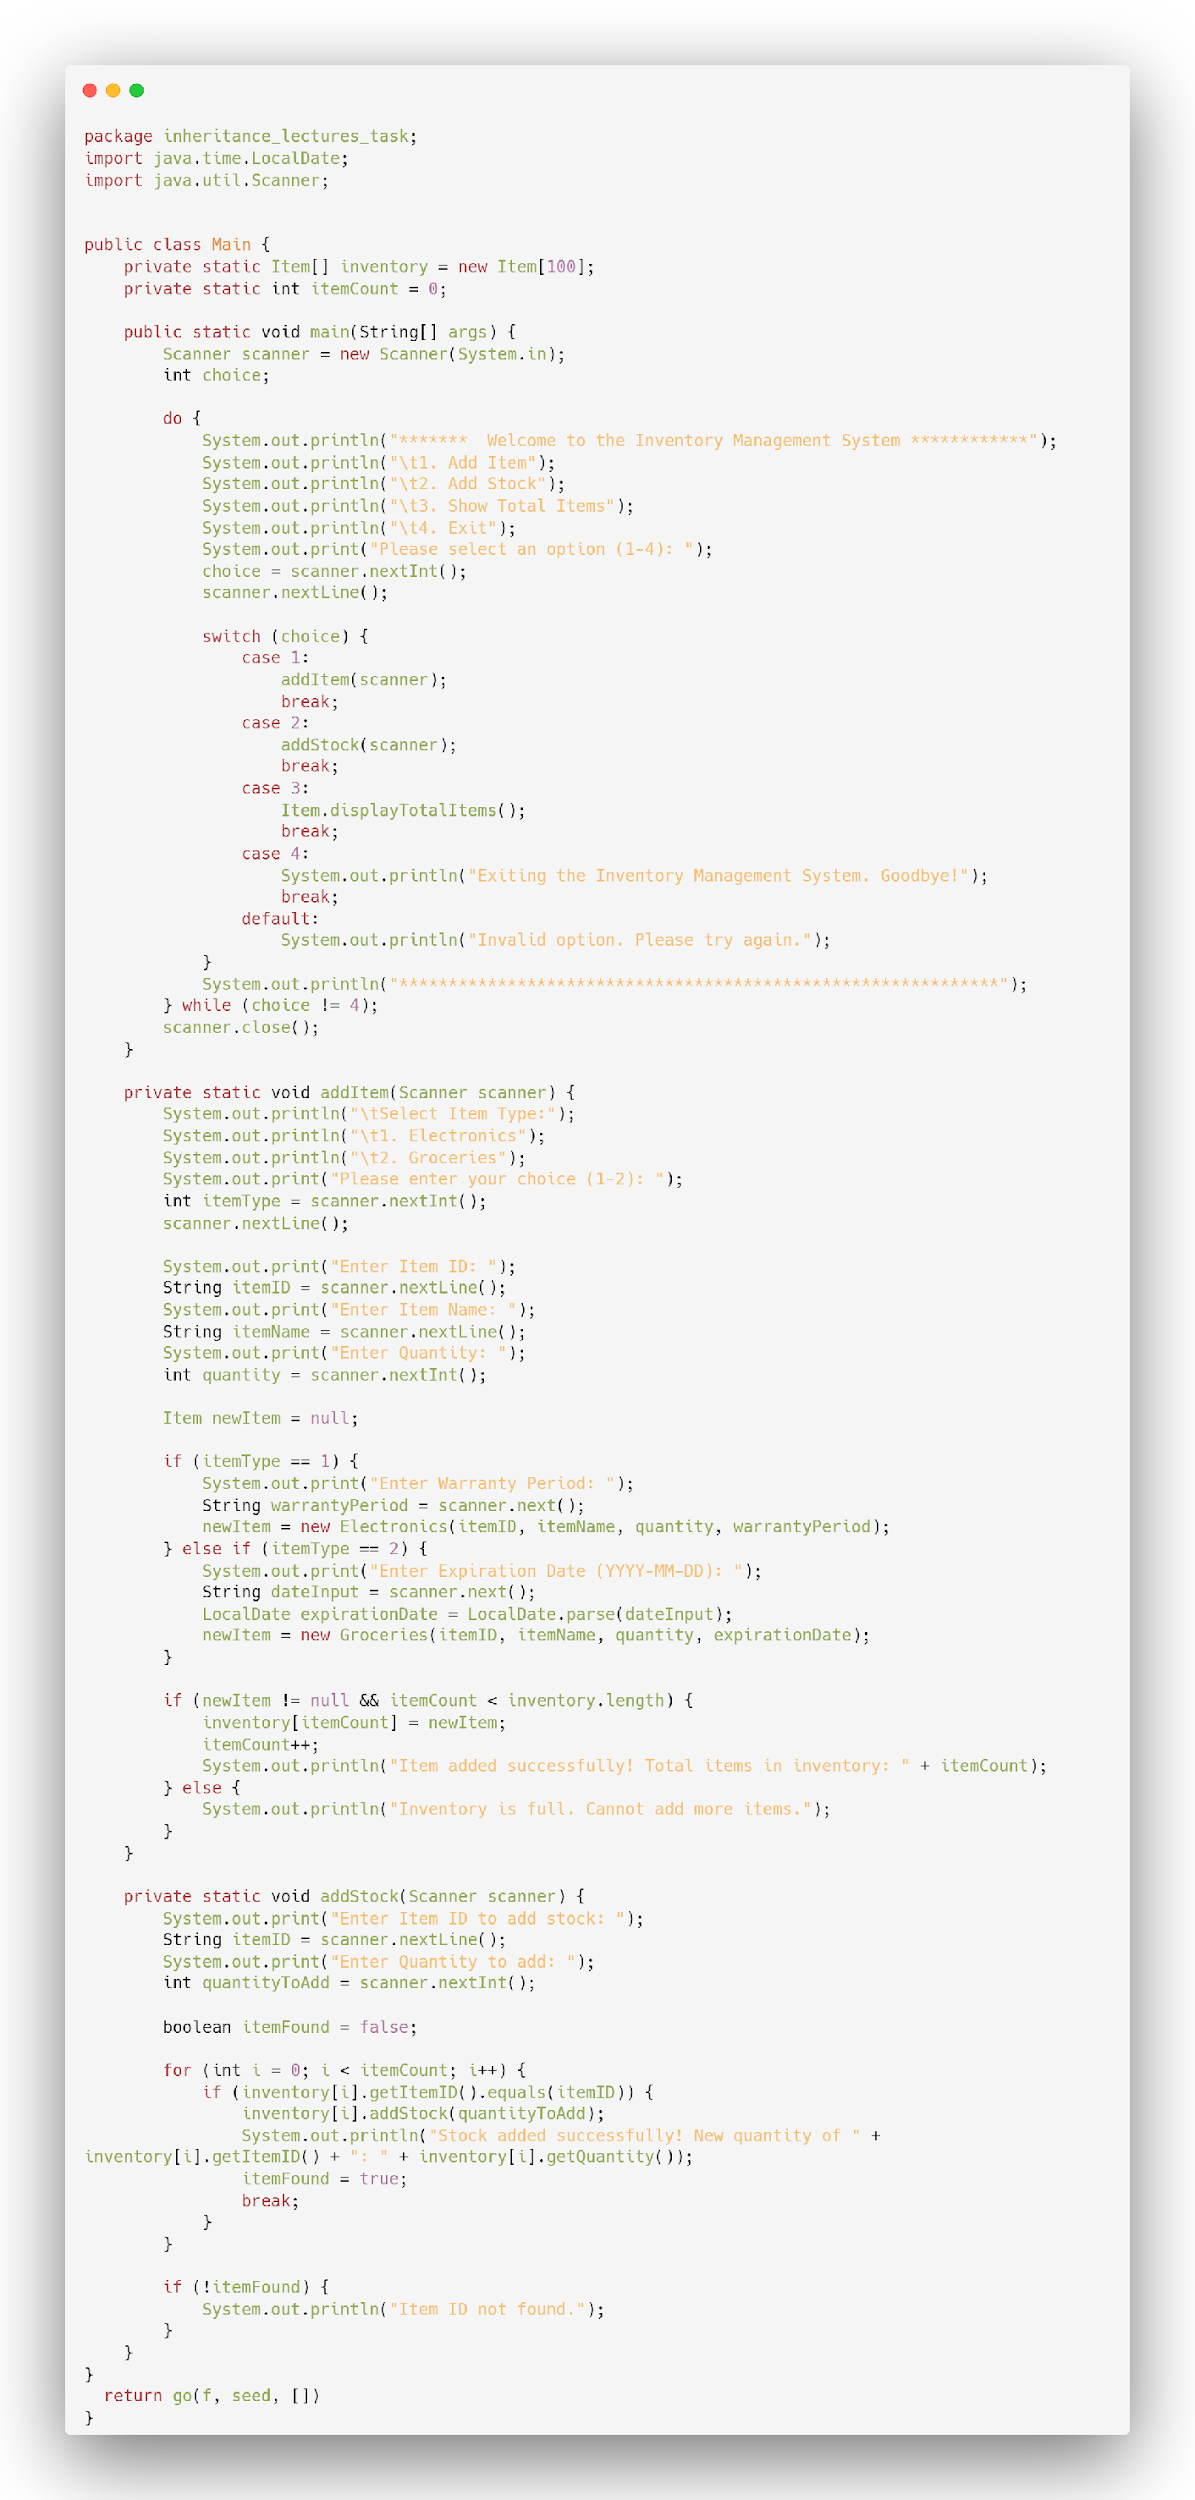 package inheritance_lectures_task;
import java.time.LocalDate;
import java.util.Scanner;


public class Main {
    private static Item[] inventory = new Item[100];
    private static int itemCount = 0;

    public static void main(String[] args) {
        Scanner scanner = new Scanner(System.in);
        int choice;

        do {
            System.out.println("*******  Welcome to the Inventory Management System ************");
            System.out.println("\t1. Add Item");
            System.out.println("\t2. Add Stock");
            System.out.println("\t3. Show Total Items");
            System.out.println("\t4. Exit");
            System.out.print("Please select an option (1-4): ");
            choice = scanner.nextInt();
            scanner.nextLine();

            switch (choice) {
                case 1:
                    addItem(scanner);
                    break;
                case 2:
                    addStock(scanner);
                    break;
                case 3:
                    Item.displayTotalItems();
                    break;
                case 4:
                    System.out.println("Exiting the Inventory Management System. Goodbye!");
                    break;
                default:
                    System.out.println("Invalid option. Please try again.");
            }
            System.out.println("*************************************************************");
        } while (choice != 4);
        scanner.close();
    }

    private static void addItem(Scanner scanner) {
        System.out.println("\tSelect Item Type:");
        System.out.println("\t1. Electronics");
        System.out.println("\t2. Groceries");
        System.out.print("Please enter your choice (1-2): ");
        int itemType = scanner.nextInt();
        scanner.nextLine();

        System.out.print("Enter Item ID: ");
        String itemID = scanner.nextLine();
        System.out.print("Enter Item Name: ");
        String itemName = scanner.nextLine();
        System.out.print("Enter Quantity: ");
        int quantity = scanner.nextInt();

        Item newItem = null;

        if (itemType == 1) {
            System.out.print("Enter Warranty Period: ");
            String warrantyPeriod = scanner.next();
            newItem = new Electronics(itemID, itemName, quantity, warrantyPeriod);
        } else if (itemType == 2) {
            System.out.print("Enter Expiration Date (YYYY-MM-DD): ");
            String dateInput = scanner.next();
            LocalDate expirationDate = LocalDate.parse(dateInput);
            newItem = new Groceries(itemID, itemName, quantity, expirationDate);
        }

        if (newItem != null && itemCount < inventory.length) {
            inventory[itemCount] = newItem;
            itemCount++;
            System.out.println("Item added successfully! Total items in inventory: " + itemCount);
        } else {
            System.out.println("Inventory is full. Cannot add more items.");
        }
    }

    private static void addStock(Scanner scanner) {
        System.out.print("Enter Item ID to add stock: ");
        String itemID = scanner.nextLine();
        System.out.print("Enter Quantity to add: ");
        int quantityToAdd = scanner.nextInt();

        boolean itemFound = false;

        for (int i = 0; i < itemCount; i++) {
            if (inventory[i].getItemID().equals(itemID)) {
                inventory[i].addStock(quantityToAdd);
                System.out.println("Stock added successfully! New quantity of " +
inventory[i].getItemID() + ": " + inventory[i].getQuantity());
                itemFound = true;
                break;
            }
        }

        if (!itemFound) {
            System.out.println("Item ID not found.");
        }
    }
}
  return go(f, seed, [])
}